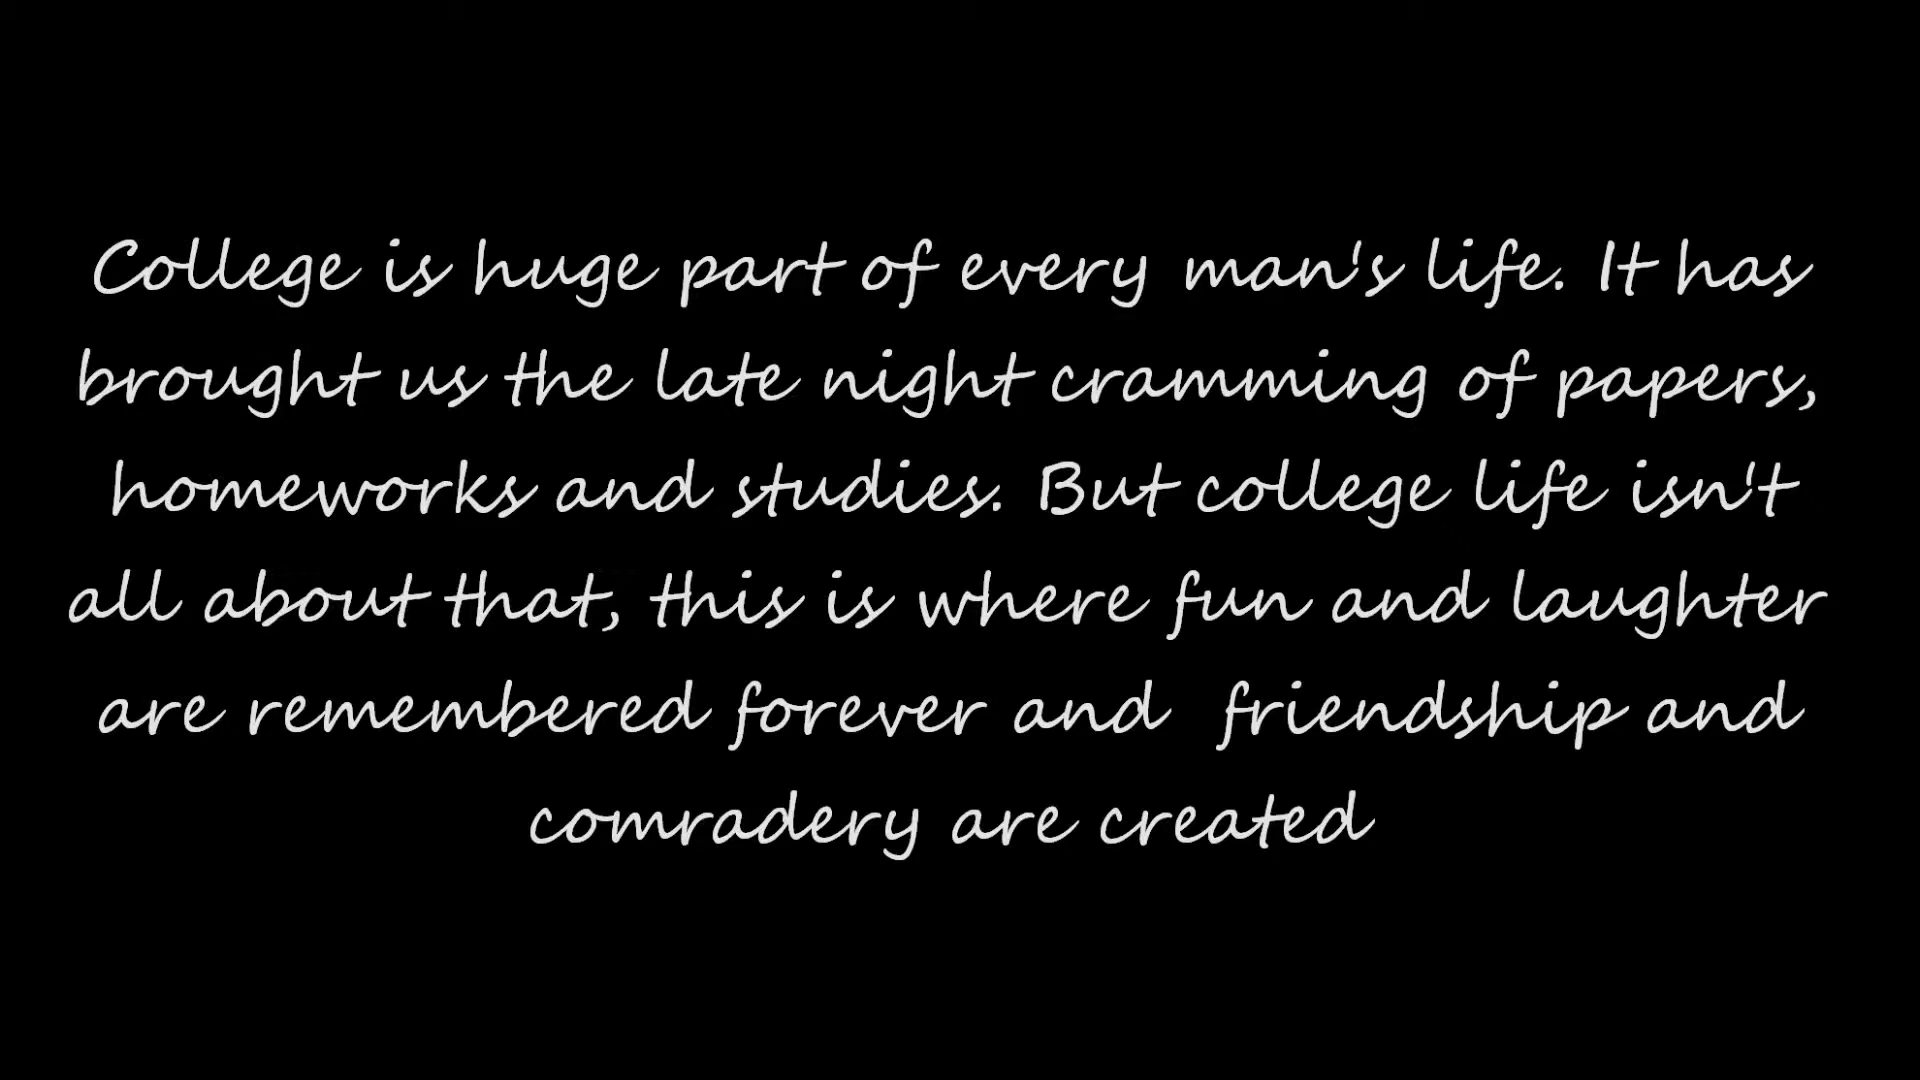 College is huge part of every man's life. It has
brought us the late night cramming of papers,
homeworks and studies. But college life isn't
all about that, this is where fun and laughter
are remembered forever and  friendship and
comradery are created